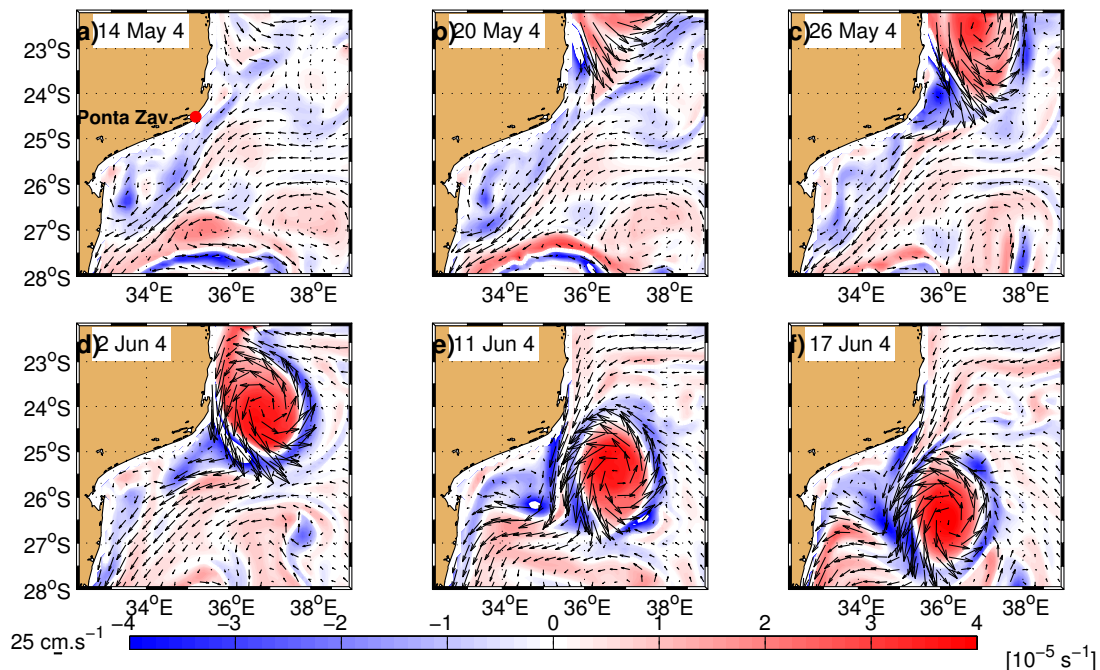 a) 14 May 4
b) 20 May 4
c) 26 May 4
23°S
24°S
25°S
26°S
27°S
28°S
Ponta Zav.
34°E 36°E 38°E
34°E 36°E 38°E
34°E 36°E 38°E
d) 2 Jun 4
e) 11 Jun 4
f) 17 Jun 4
23°S
24°S
25°S
26°S
27°S
28°S
34°E 36°E 38°E
34°E 36°E 38°E
34°E 36°E 38°E
25 cm.s⁻¹
−4 −3 −2 −1 0 1 2 3 4
[10⁻⁵ s⁻¹]